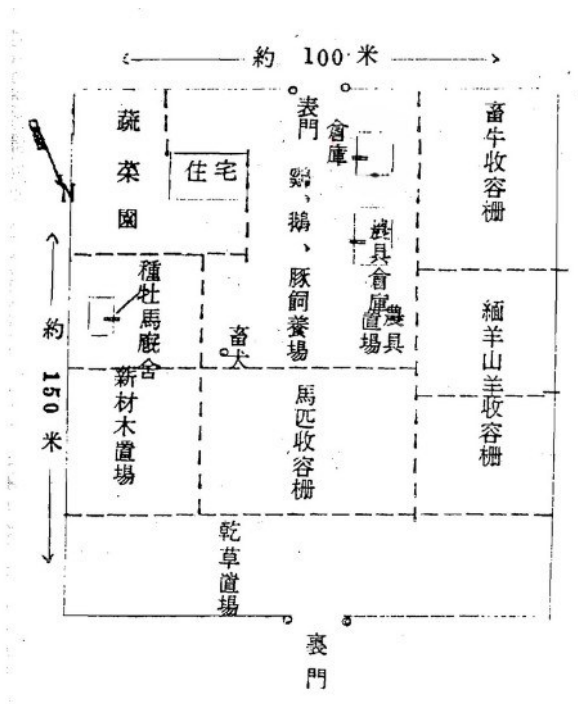 約 100 米
表門
倉庫
畜牛收容柵
蔬菜園
住宅
鷄、鵝、豚飼養場
農具倉庫
農具置場
緬羊山羊收容柵
種牡馬廐舍
畜犬
約 150 米
薪材木置場
馬匹收容柵
乾草置場
裏門
N